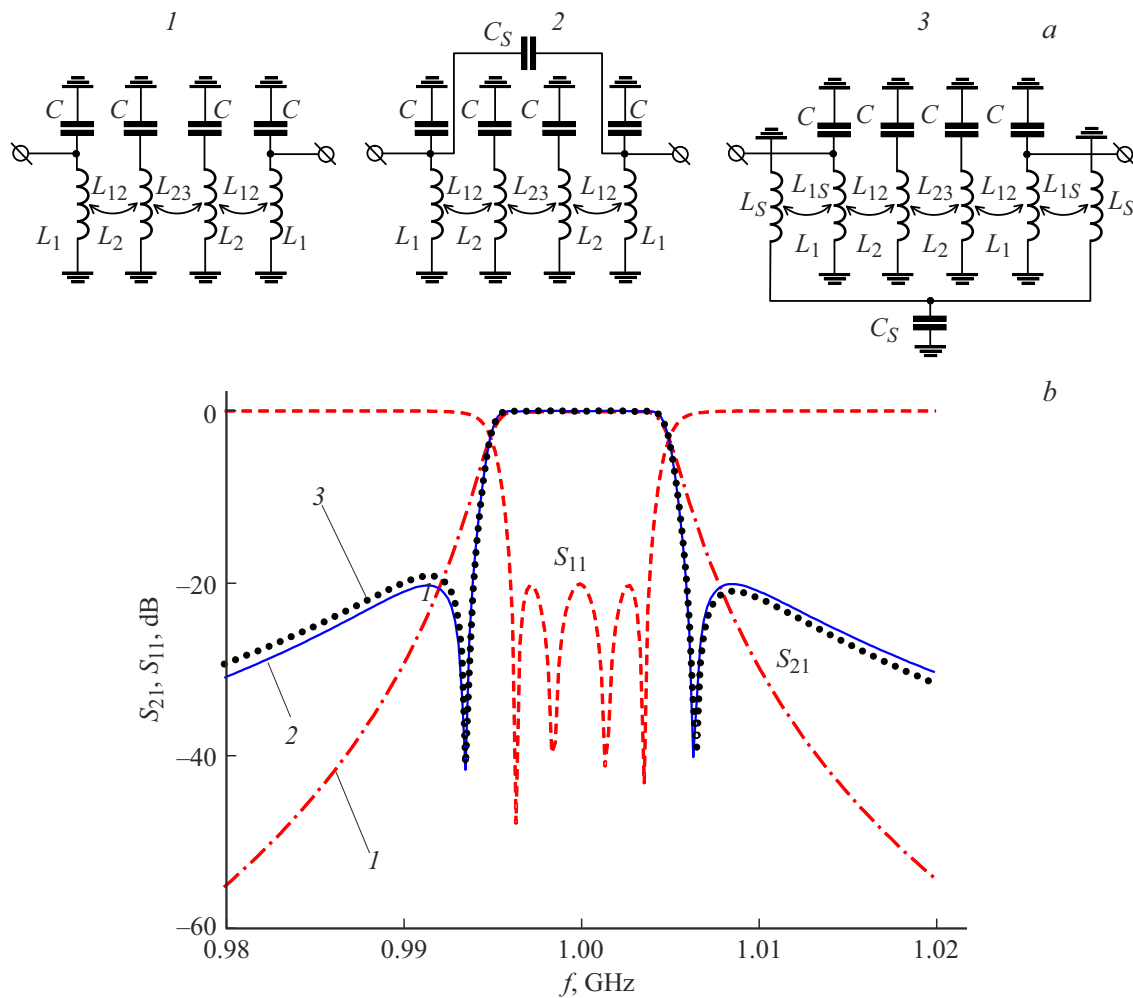 1 2 3 a
C_S
C C C C
C C C C
C C C C
L_12 L_23 L_12
L_12 L_23 L_12
L_S L_1S L_12 L_23 L_12 L_1S L_S
L_1 L_2 L_2 L_1
L_1 L_2 L_2 L_1
L_1 L_2 L_2 L_1
C_S
b
0
3
S_11
–20
1
S_21
S_21, S_11, dB
2
–40
1
–60
0.98 0.99 1.00 1.01 1.02
f, GHz